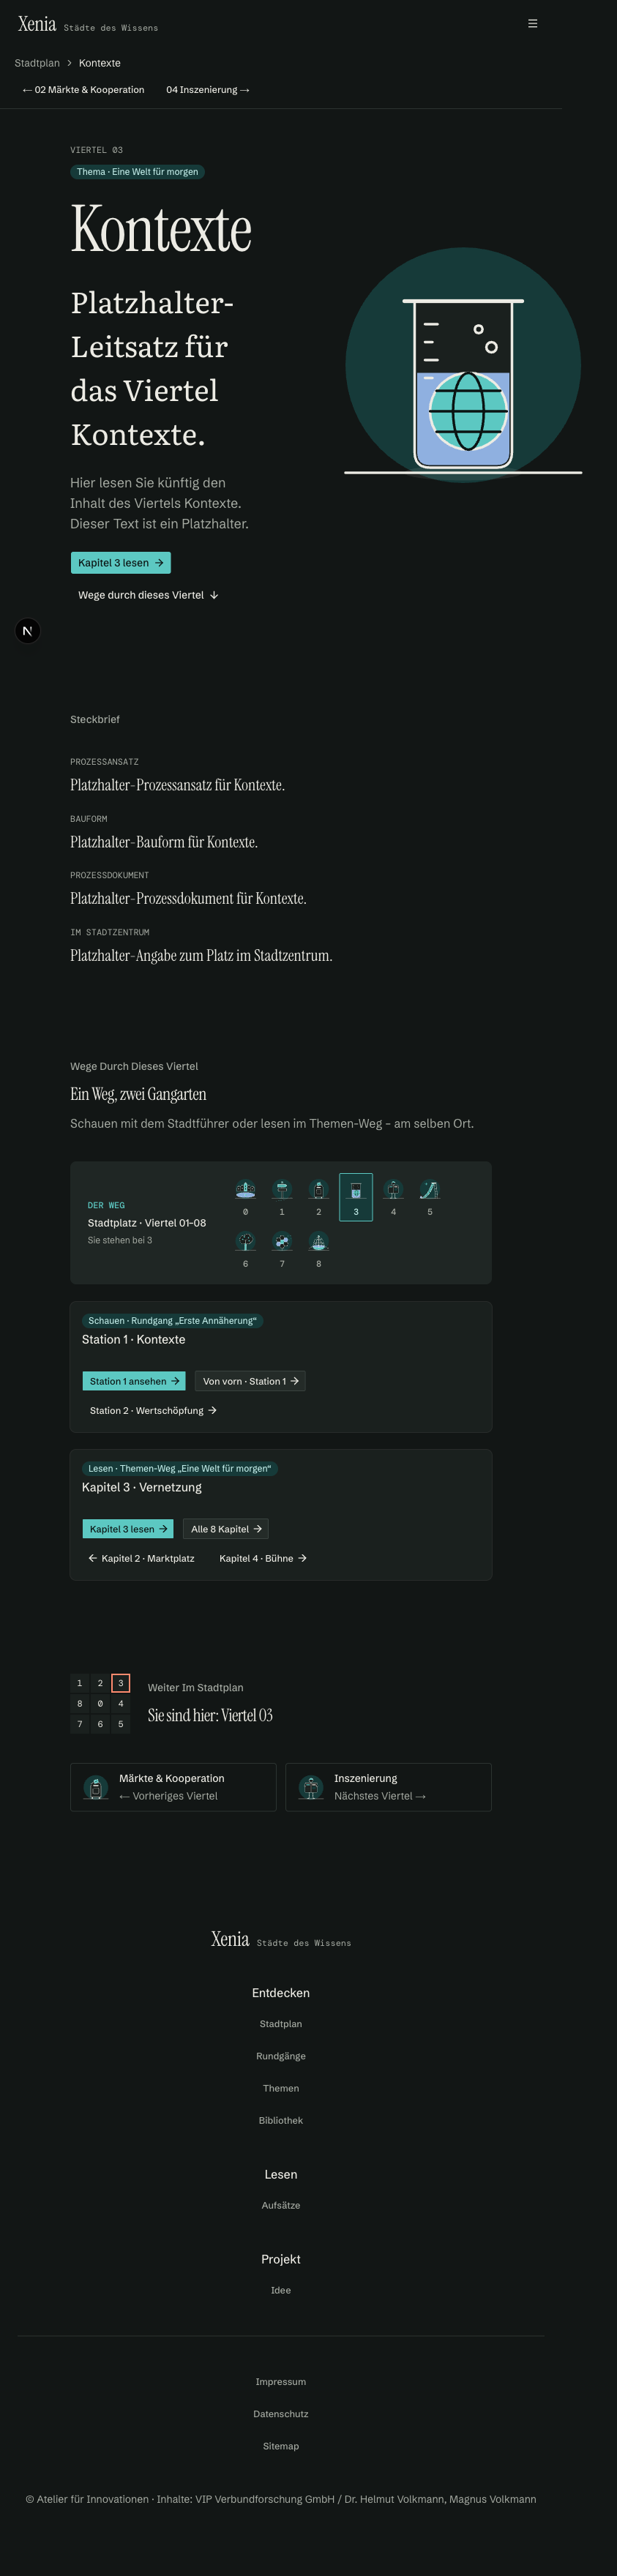 Xenia Städte des Wissens
Stadtplan > Kontexte
← 02 Märkte & Kooperation 04 Inszenierung →
VIERTEL 03
Thema · Eine Welt für morgen
Kontexte
Platzhalter-
Leitsatz für
das Viertel
Kontexte.
Hier lesen Sie künftig den
Inhalt des Viertels Kontexte.
Dieser Text ist ein Platzhalter.
Kapitel 3 lesen →
Wege durch dieses Viertel ↓
N
Steckbrief
PROZESSANSATZ
Platzhalter-Prozessansatz für Kontexte.
BAUFORM
Platzhalter-Bauform für Kontexte.
PROZESSDOKUMENT
Platzhalter-Prozessdokument für Kontexte.
IM STADTZENTRUM
Platzhalter-Angabe zum Platz im Stadtzentrum.
Wege Durch Dieses Viertel
Ein Weg, zwei Gangarten
Schauen mit dem Stadtführer oder lesen im Themen-Weg – am selben Ort.
DER WEG
Stadtplatz · Viertel 01–08
Sie stehen bei 3
0 1 2 3 4 5
6 7 8
Schauen · Rundgang „Erste Annäherung“
Station 1 · Kontexte
Station 1 ansehen → Von vorn · Station 1 →
Station 2 · Wertschöpfung →
Lesen · Themen-Weg „Eine Welt für morgen“
Kapitel 3 · Vernetzung
Kapitel 3 lesen → Alle 8 Kapitel →
← Kapitel 2 · Marktplatz Kapitel 4 · Bühne →
1 2 3
8 0 4
7 6 5
Weiter Im Stadtplan
Sie sind hier: Viertel 03
Märkte & Kooperation
← Vorheriges Viertel
Inszenierung
Nächstes Viertel →
Xenia Städte des Wissens
Entdecken
Stadtplan
Rundgänge
Themen
Bibliothek
Lesen
Aufsätze
Projekt
Idee
Impressum
Datenschutz
Sitemap
© Atelier für Innovationen · Inhalte: VIP Verbundforschung GmbH / Dr. Helmut Volkmann, Magnus Volkmann